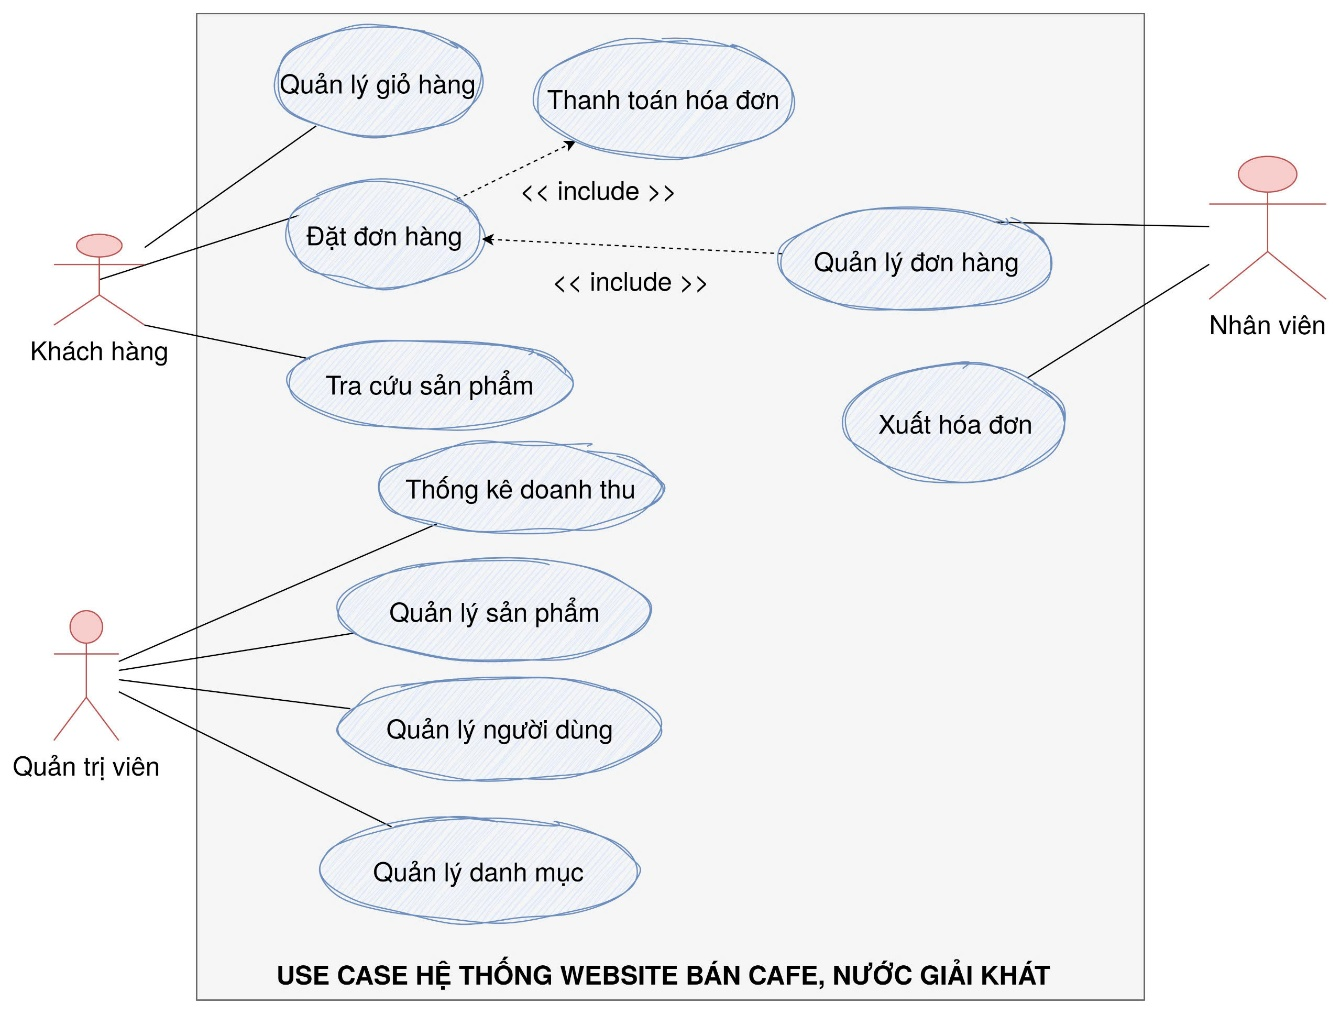 Quản lý giỏ hàng
Thanh toán hóa đơn
<< include >>
Đặt đơn hàng
Quản lý đơn hàng
<< include >>
Nhân viên
Khách hàng
Tra cứu sản phẩm
Xuất hóa đơn
Thống kê doanh thu
Quản lý sản phẩm
Quản lý người dùng
Quản trị viên
Quản lý danh mục
USE CASE HỆ THỐNG WEBSITE BÁN CAFE, NƯỚC GIẢI KHÁT